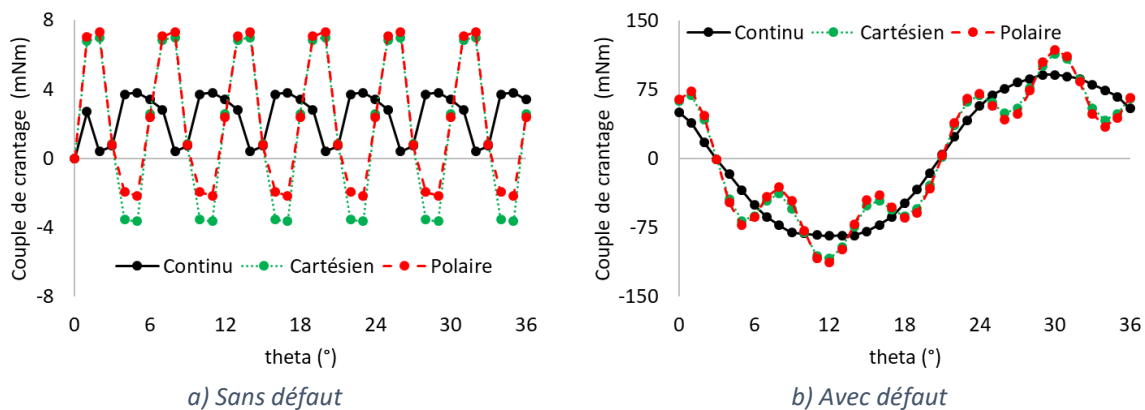 Couple de crantage (mNm)
8
4
0
-4
-8
Continu Cartésien Polaire
0 6 12 18 24 30 36
theta (°)
a) Sans défaut
Couple de crantage (mNm)
150
75
0
-75
-150
Continu Cartésien Polaire
0 6 12 18 24 30 36
theta (°)
b) Avec défaut